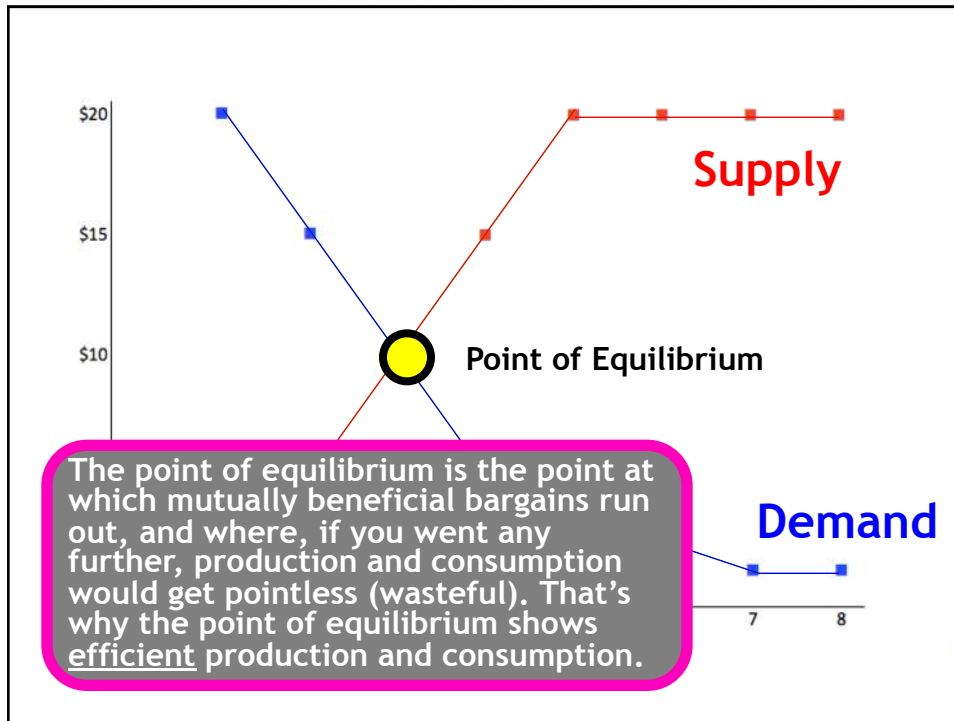 $20
Supply
$15
$10
Point of Equilibrium
The point of equilibrium is the point at
which mutually beneficial bargains run
out, and where, if you went any
further, production and consumption
would get pointless (wasteful). That’s
why the point of equilibrium shows
efficient production and consumption.
Demand
7 8